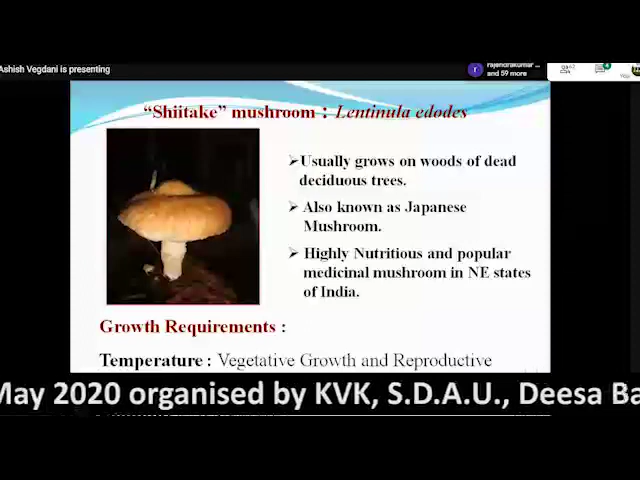 Ashish Vegdani is presenting
r
rajendrakumar ...
and 59 more
You
“Shiitake” mushroom : Lentinula edodes
➢Usually grows on woods of dead
deciduous trees.
➢ Also known as Japanese
Mushroom.
➢ Highly Nutritious and popular
medicinal mushroom in NE states
of India.
Growth Requirements :
Temperature : Vegetative Growth and Reproductive
May 2020 organised by KVK, S.D.A.U., Deesa Ba